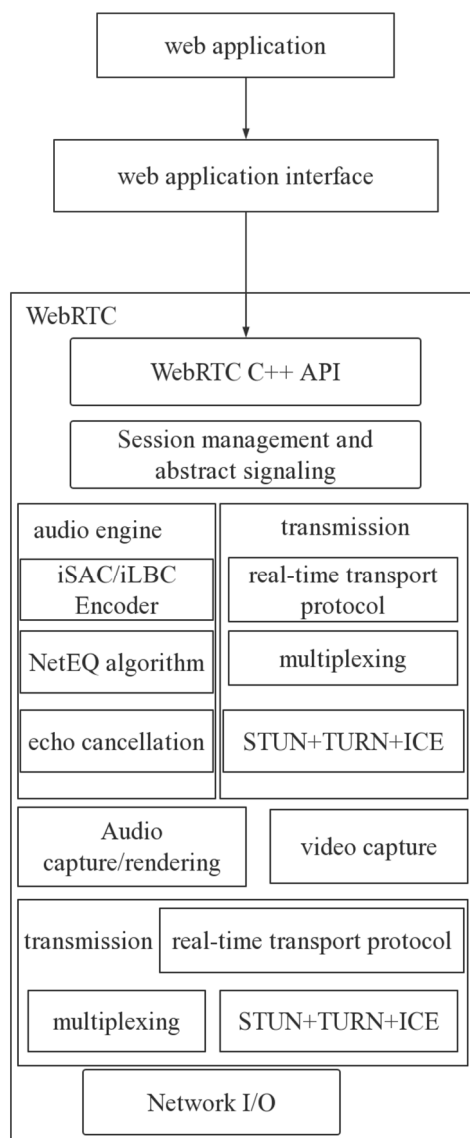 web application
web application interface
WebRTC
WebRTC C++ API
Session management and
abstract signaling
audio engine
iSAC/iLBC
Encoder
NetEQ algorithm
echo cancellation
transmission
real-time transport
protocol
multiplexing
STUN+TURN+ICE
Audio
capture/rendering
video capture
transmission
real-time transport protocol
multiplexing
STUN+TURN+ICE
Network I/O